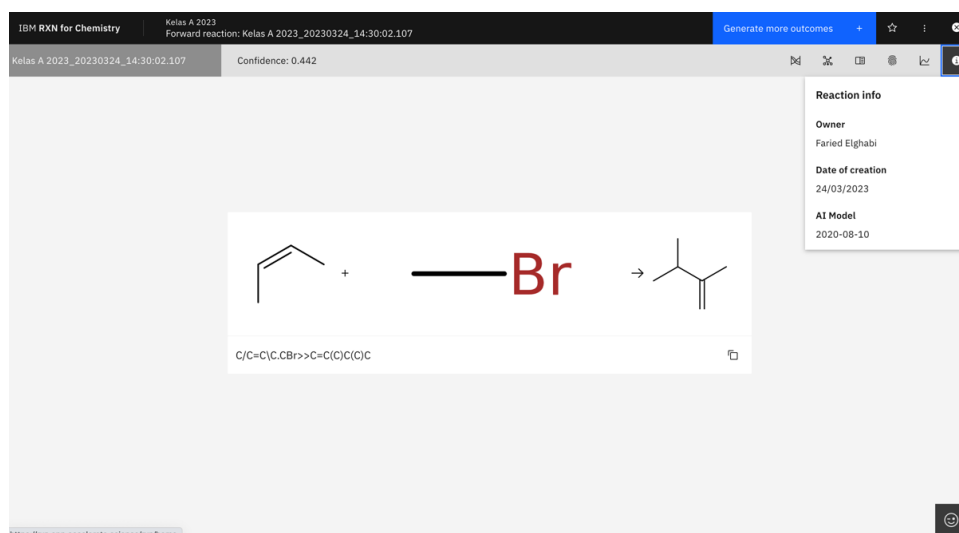 IBM RXN for Chemistry
Kelas A 2023
Forward reaction: Kelas A 2023_20230324_14:30:02.107
Generate more outcomes +
Kelas A 2023_20230324_14:30:02.107
Confidence: 0.442
Reaction info
Owner
Faried Elghabi
Date of creation
24/03/2023
AI Model
2020-08-10
+ Br →
C/C=C\C.CBr>>C=C(C)C(C)C